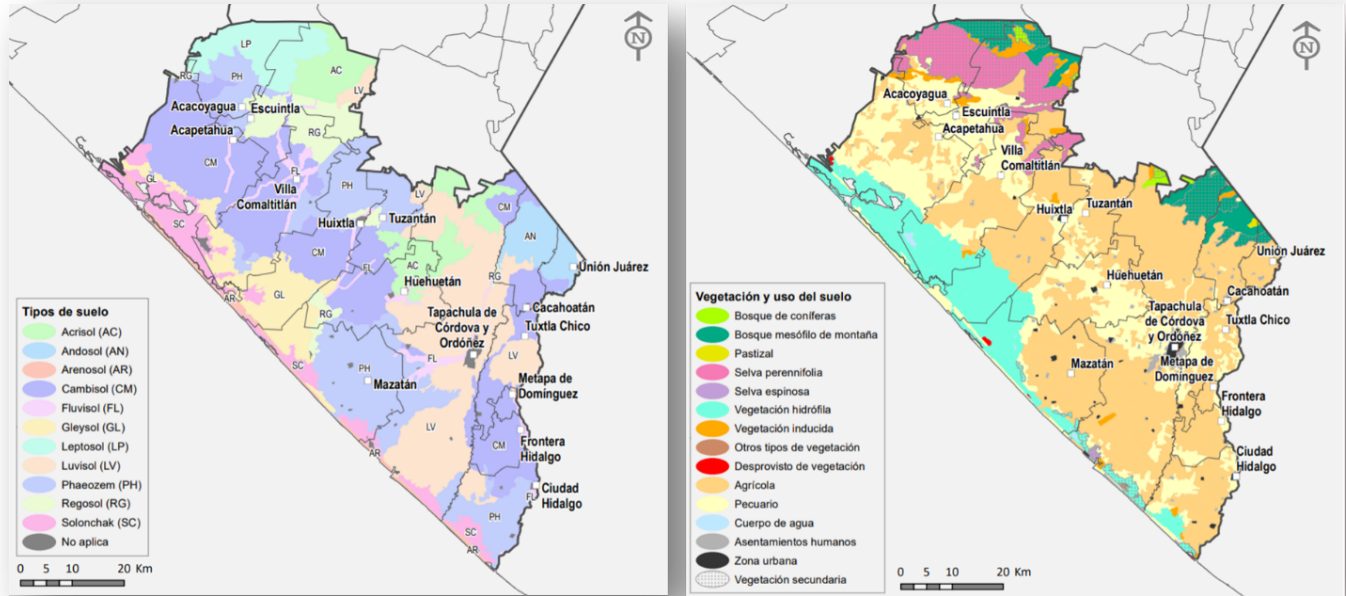 N
LP
AC
RG
PH
LV
Acacoyagua
Escuintla
Acapetahua
RG
CM
FL
GL
PH
LV
Villa
Comaltitlán
CM
SC
Huixtla
Tuzantán
AN
CM
FL
AC
RG
Unión Juárez
Huehuetán
GL
AR
RG
Cacahoatán
Tapachula de
Córdova y
Ordóñez
Tuxtla Chico
FL
LV
SC
PH
Mazatán
Metapa de
Domínguez
LV
CM
Frontera
Hidalgo
AR
Ciudad
Hidalgo
FL
PH
SC
AR
Tipos de suelo
Acrisol (AC)
Andosol (AN)
Arenosol (AR)
Cambisol (CM)
Fluvisol (FL)
Gleysol (GL)
Leptosol (LP)
Luvisol (LV)
Phaeozem (PH)
Regosol (RG)
Solonchak (SC)
No aplica
0 5 10 20 Km
N
Acacoyagua
Escuintla
Acapetahua
Villa
Comaltitlán
Huixtla
Tuzantán
Unión Juárez
Huehuetán
Cacahoatán
Tapachula
de Córdova
y Ordóñez
Tuxtla Chico
Metapa de
Domínguez
Mazatán
Frontera
Hidalgo
Ciudad
Hidalgo
Vegetación y uso del suelo
Bosque de coníferas
Bosque mesófilo de montaña
Pastizal
Selva perennifolia
Selva espinosa
Vegetación hidrófila
Vegetación inducida
Otros tipos de vegetación
Desprovisto de vegetación
Agrícola
Pecuario
Cuerpo de agua
Asentamientos humanos
Zona urbana
Vegetación secundaria
0 5 10 20 Km